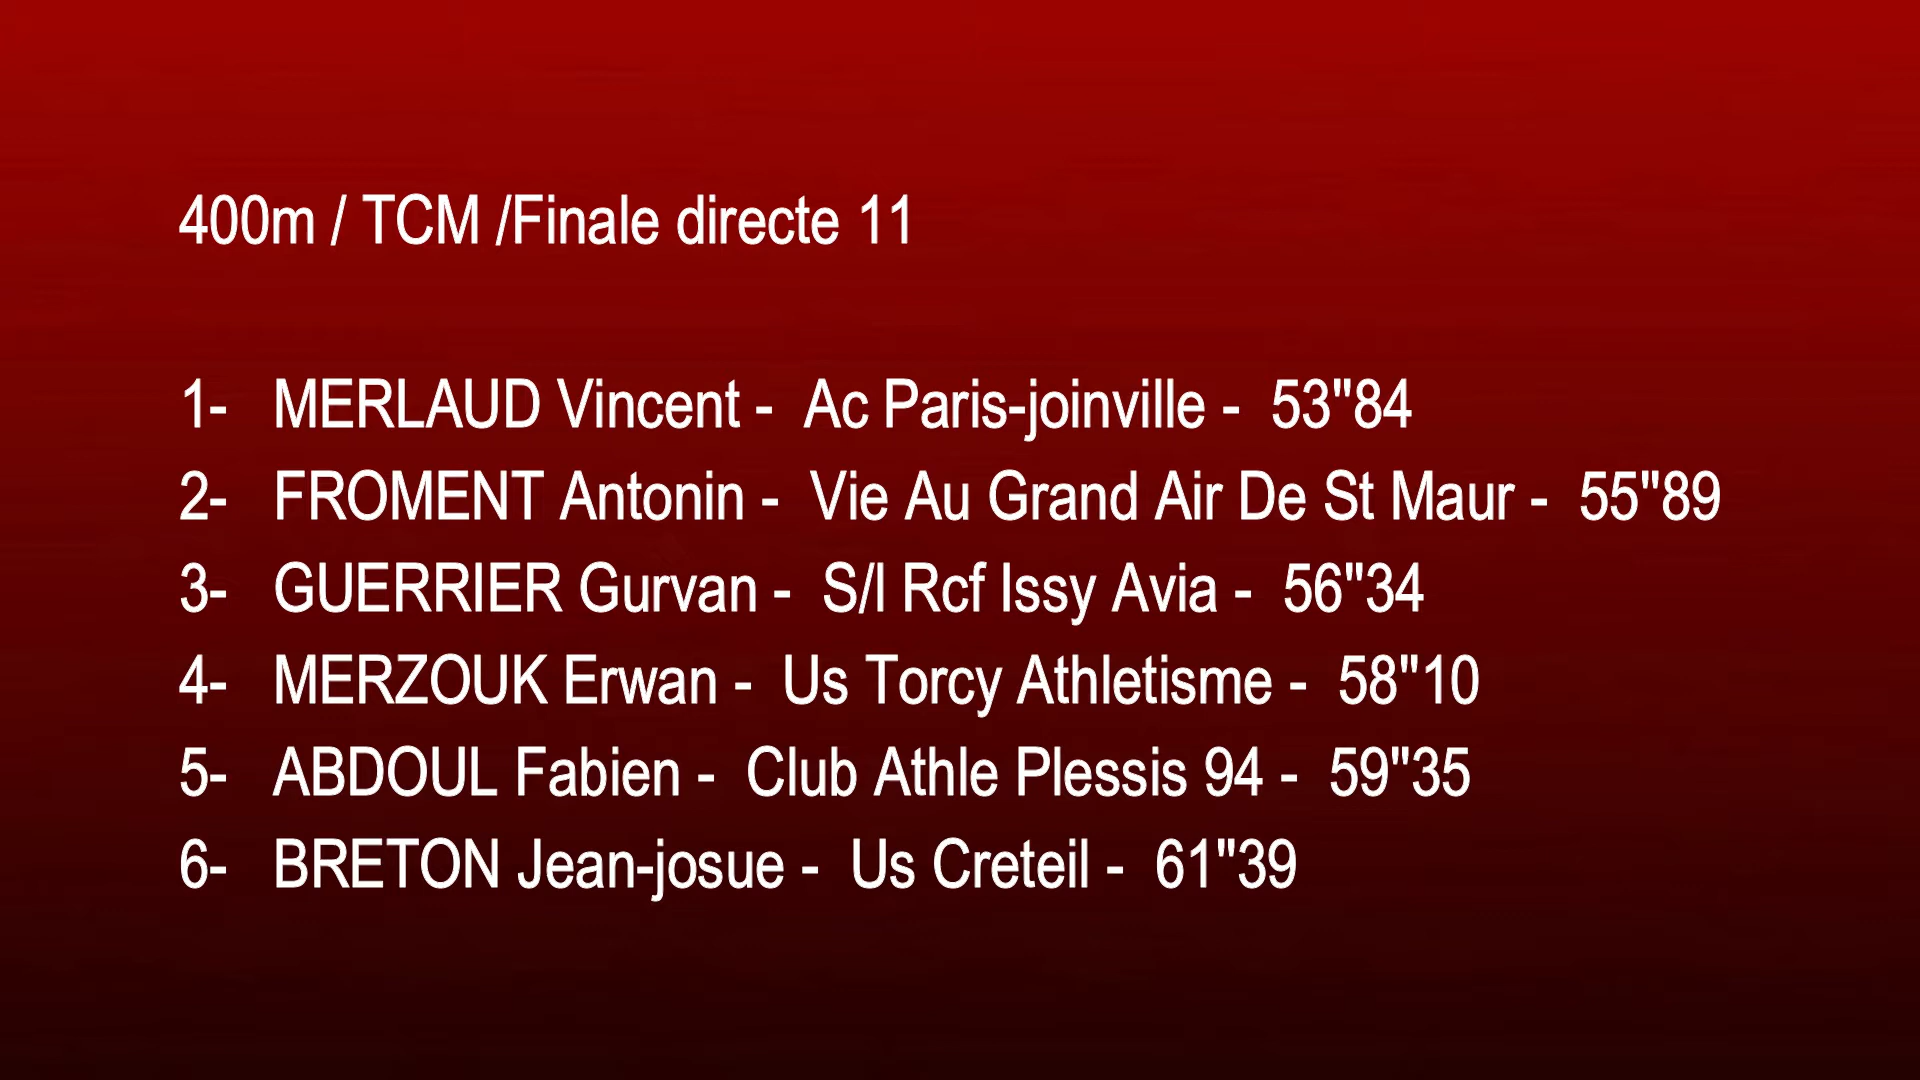 400m / TCM /Finale directe 11
1- MERLAUD Vincent - Ac Paris-joinville - 53"84
2- FROMENT Antonin - Vie Au Grand Air De St Maur - 55"89
3- GUERRIER Gurvan - S/l Rcf Issy Avia - 56"34
4- MERZOUK Erwan - Us Torcy Athletisme - 58"10
5- ABDOUL Fabien - Club Athle Plessis 94 - 59"35
6- BRETON Jean-josue - Us Creteil - 61"39